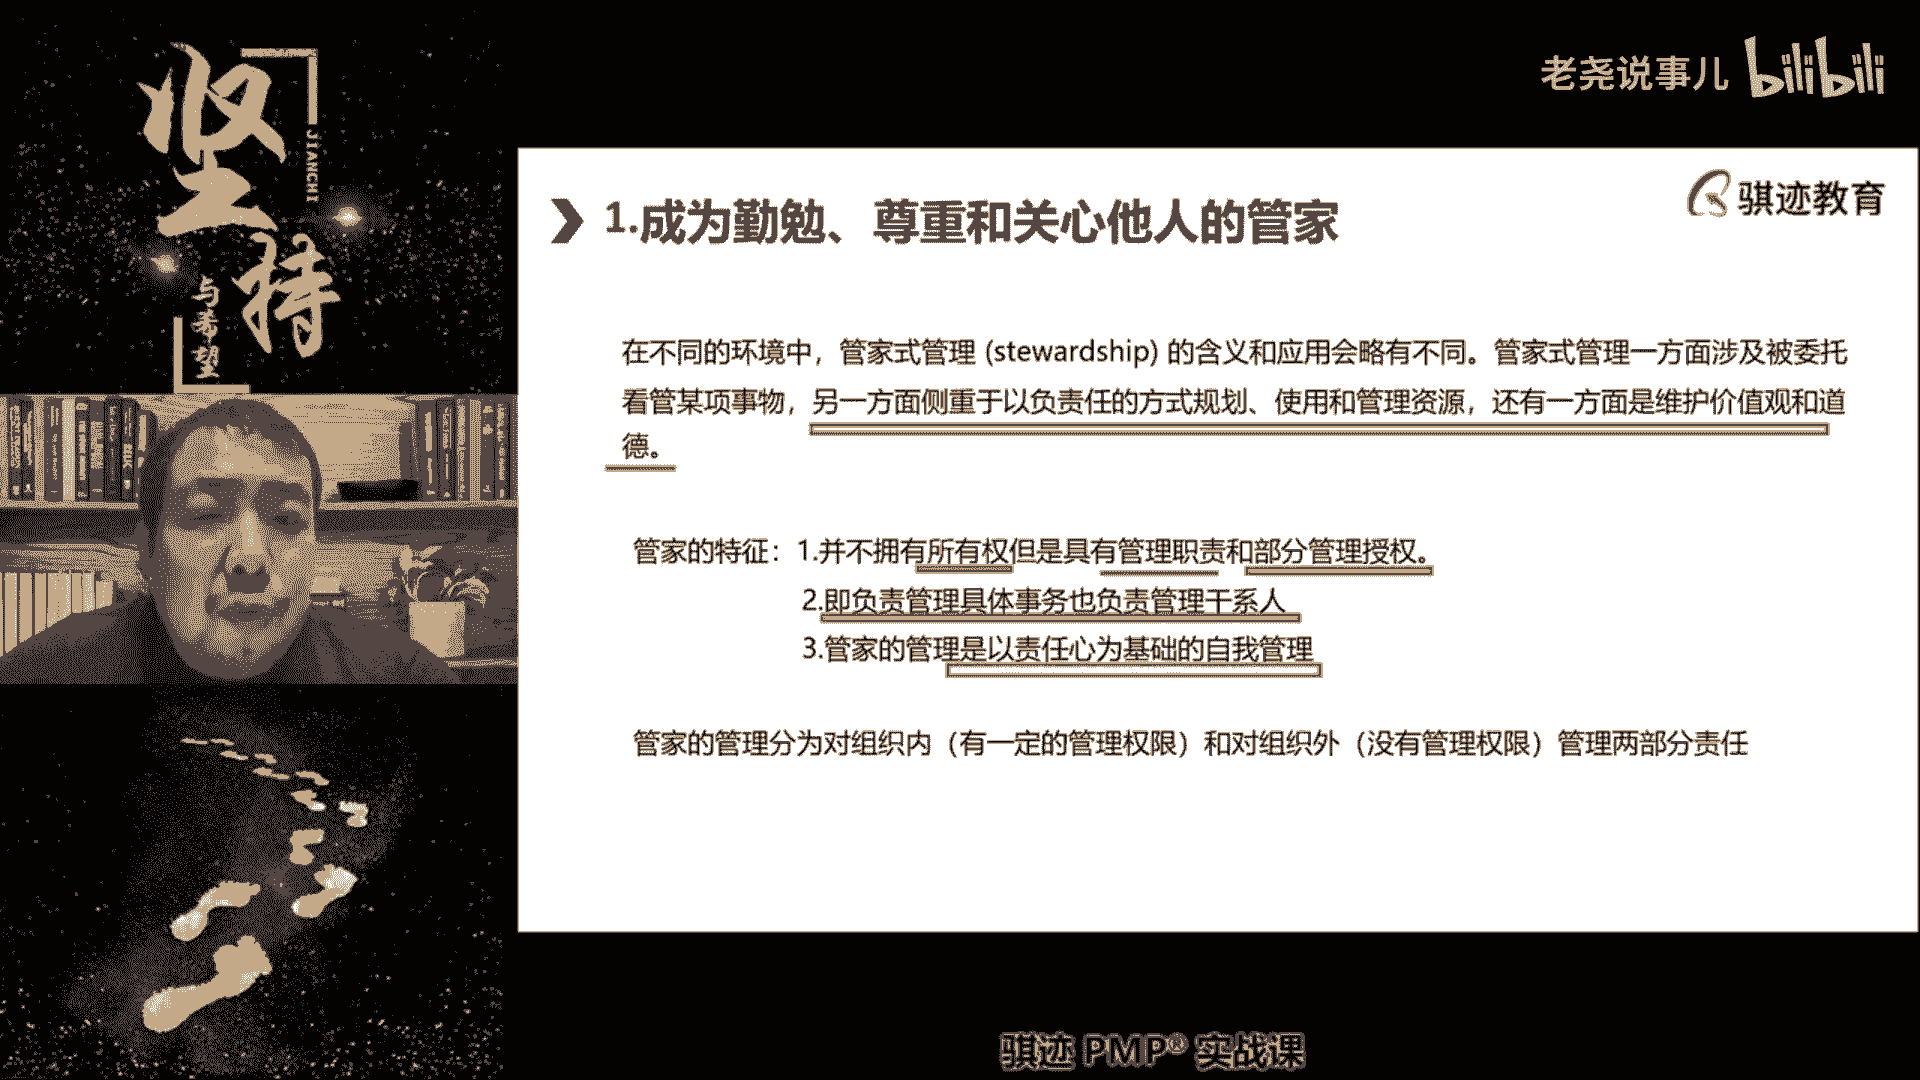 坚持
JIANCHI
与希望
老尧说事儿 bilibili
骐迹教育
1.成为勤勉、尊重和关心他人的管家
在不同的环境中，管家式管理 (stewardship) 的含义和应用会略有不同。管家式管理一方面涉及被委托
看管某项事物，另一方面侧重于以负责任的方式规划、使用和管理资源，还有一方面是维护价值观和道
德。
管家的特征：1.并不拥有所有权但是具有管理职责和部分管理授权。
2.即负责管理具体事务也负责管理干系人
3.管家的管理是以责任心为基础的自我管理
管家的管理分为对组织内（有一定的管理权限）和对组织外（没有管理权限）管理两部分责任
骐迹 PMP® 实战课